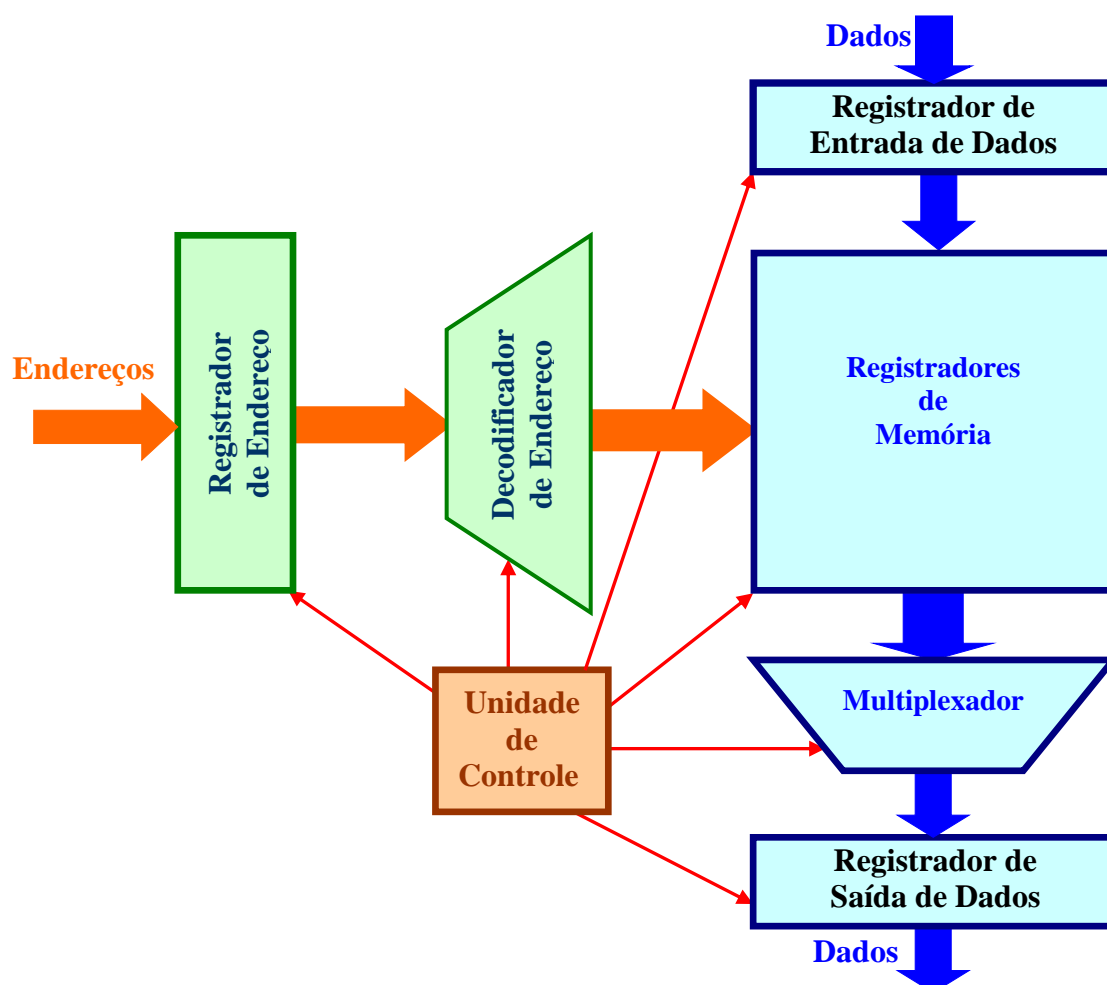 Dados
Registrador de
Entrada de Dados
Endereços
Registrador
de Endereço
Decodificador
de Endereço
Registradores
de
Memória
Unidade
de
Controle
Multiplexador
Registrador de
Saída de Dados
Dados